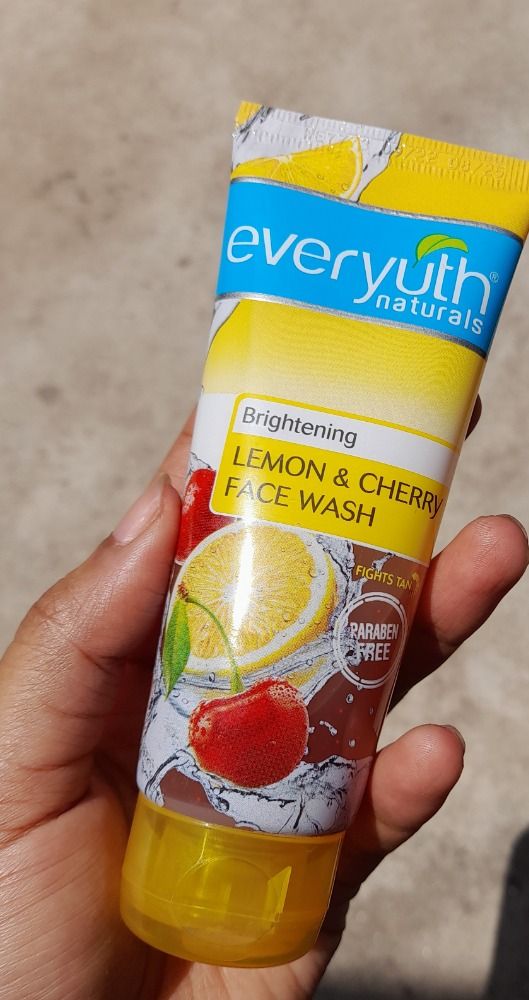 everyuth®
naturals
Brightening
LEMON & CHERRY
FACE WASH
FIGHTS TAN
PARABEN
FREE